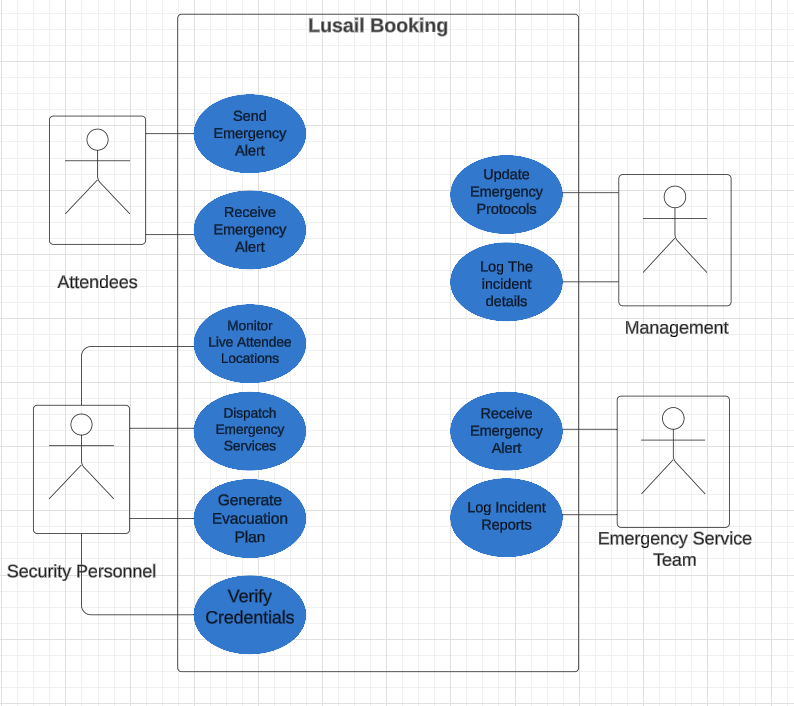 Lusail Booking
Send
Emergency
Alert
Receive
Emergency
Alert
Attendees
Monitor
Live Attendee
Locations
Dispatch
Emergency
Services
Generate
Evacuation
Plan
Security Personnel
Verify
Credentials
Update
Emergency
Protocols
Log The
incident
details
Management
Receive
Emergency
Alert
Log Incident
Reports
Emergency Service
Team